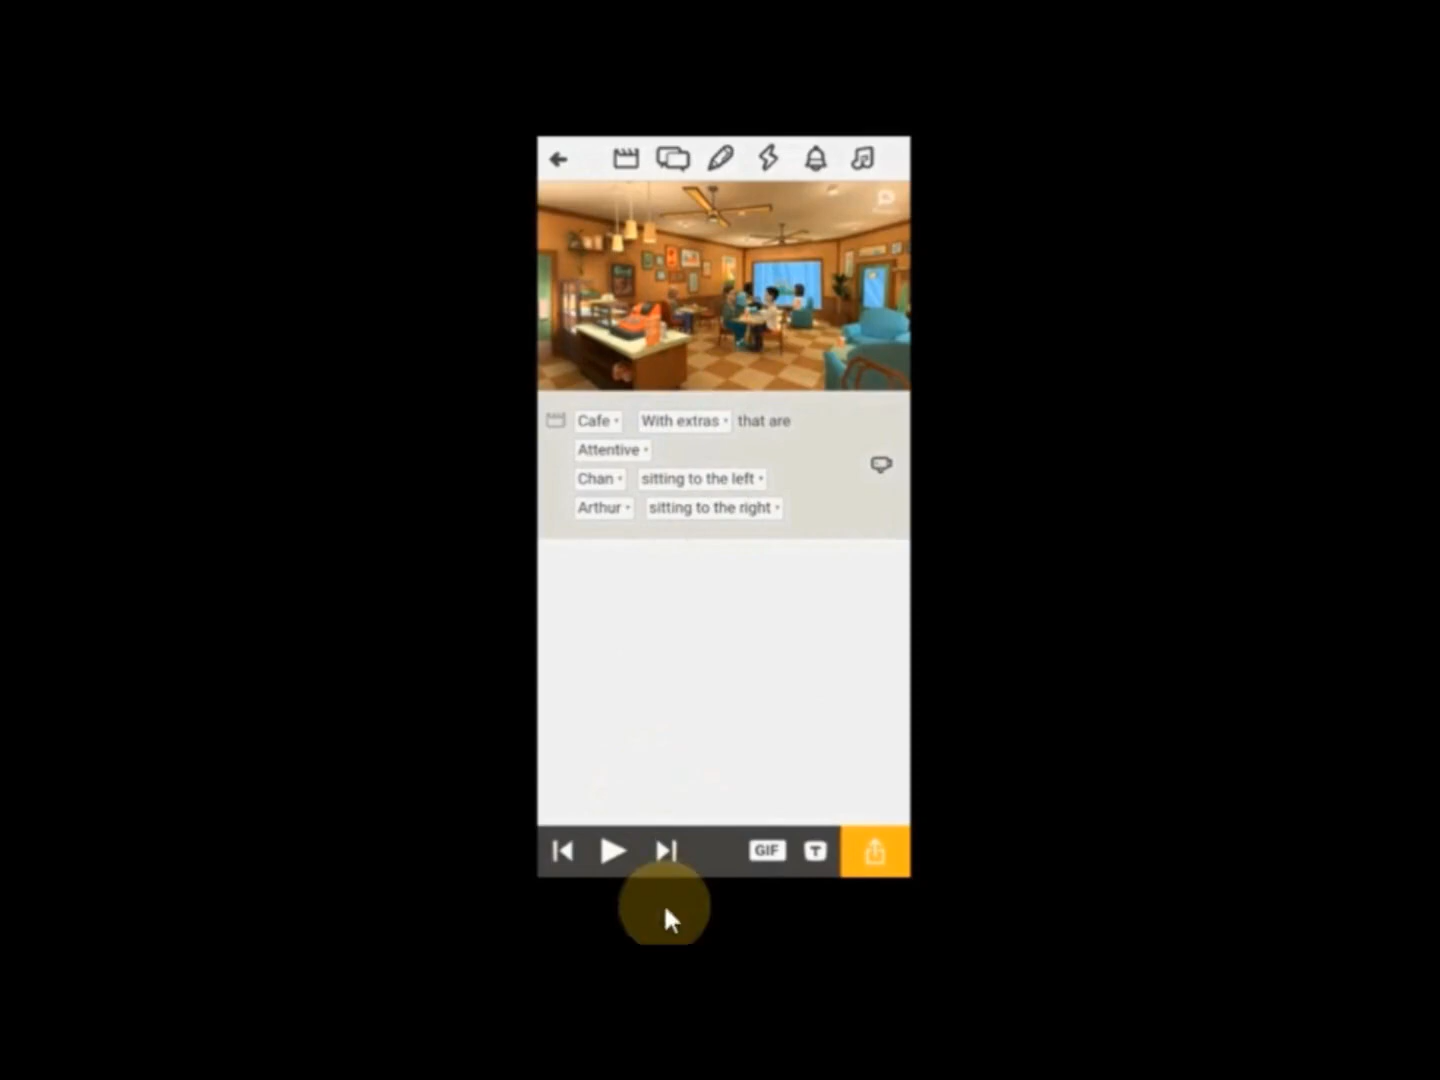 Cafe With extras that are
Attentive
Chan sitting to the left
Arthur sitting to the right
GIF T